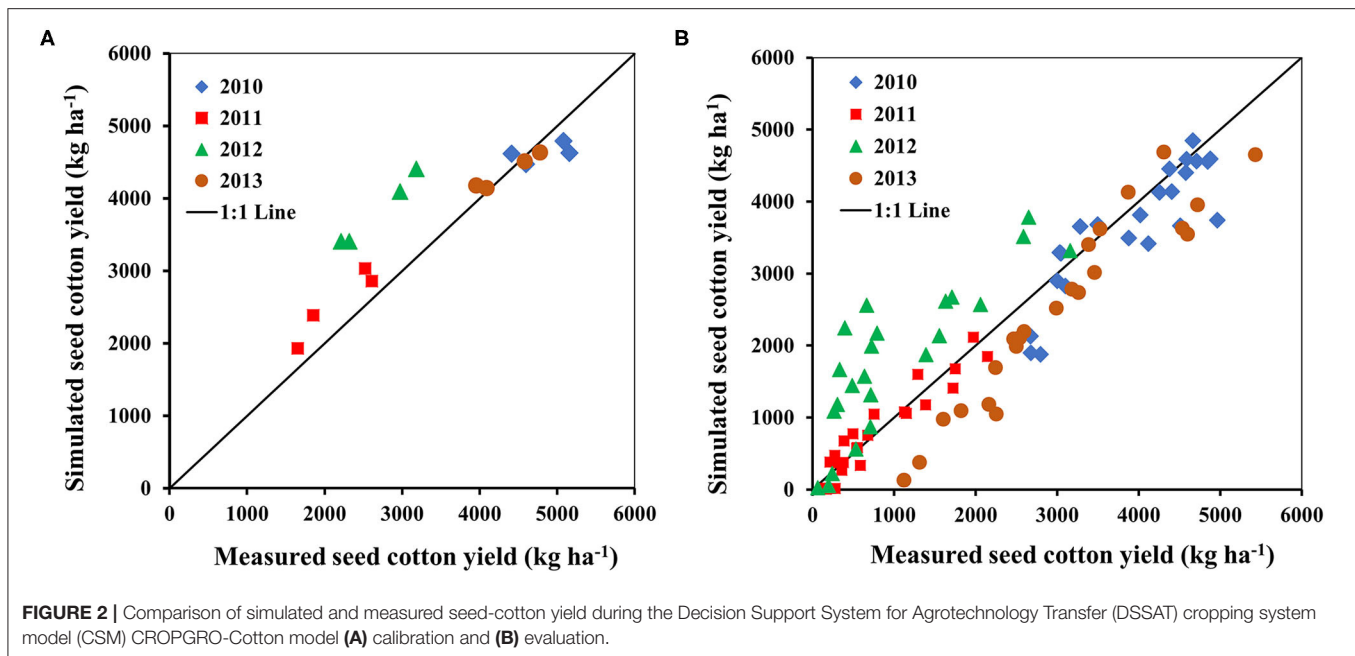 A
B
6000
5000
4000
3000
2000
1000
0
Simulated seed cotton yield (kg ha⁻¹)
2010
2011
2012
2013
1:1 Line
0 1000 2000 3000 4000 5000 6000
Measured seed cotton yield (kg ha⁻¹)
6000
5000
4000
3000
2000
1000
0
Simulated seed cotton yield (kg ha¹)
2010
2011
2012
2013
1:1 Line
0 1000 2000 3000 4000 5000 6000
Measured seed cotton yield (kg ha⁻¹)
FIGURE 2 | Comparison of simulated and measured seed-cotton yield during the Decision Support System for Agrotechnology Transfer (DSSAT) cropping system
model (CSM) CROPGRO-Cotton model (A) calibration and (B) evaluation.